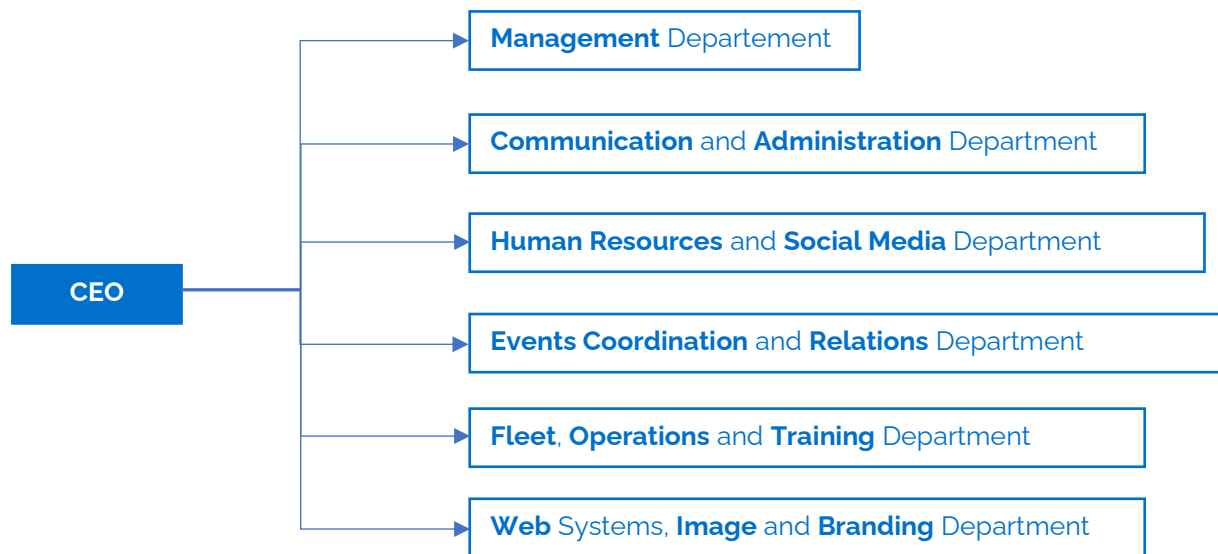 Management Departement
Communication and Administration Department
Human Resources and Social Media Department
CEO
Events Coordination and Relations Department
Fleet, Operations and Training Department
Web Systems, Image and Branding Department